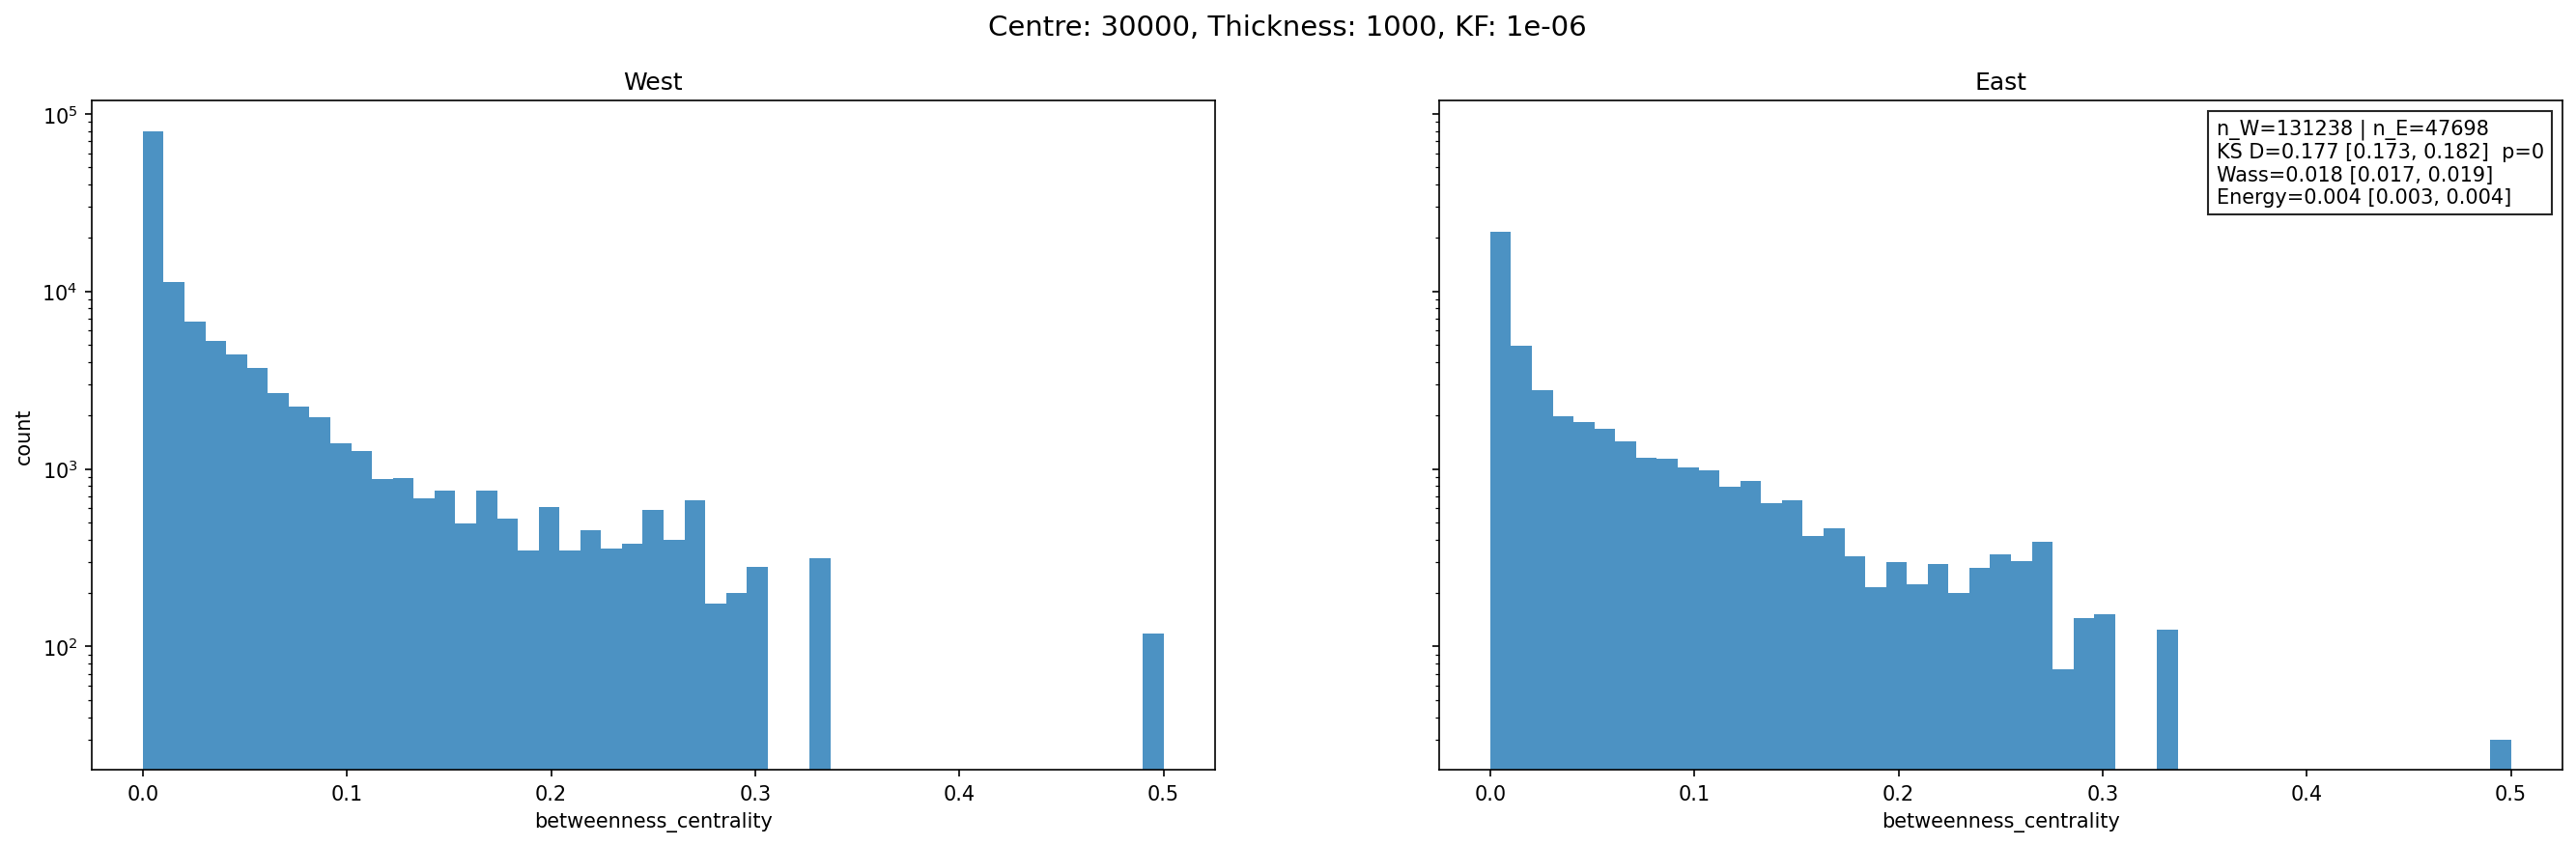 Centre: 30000, Thickness: 1000, KF: 1e-06
West
10^5
10^4
10^3
10^2
count
0.0 0.1 0.2 0.3 0.4 0.5
betweenness_centrality
East
n_W=131238 | n_E=47698
KS D=0.177 [0.173, 0.182]  p=0
Wass=0.018 [0.017, 0.019]
Energy=0.004 [0.003, 0.004]
0.0 0.1 0.2 0.3 0.4 0.5
betweenness_centrality